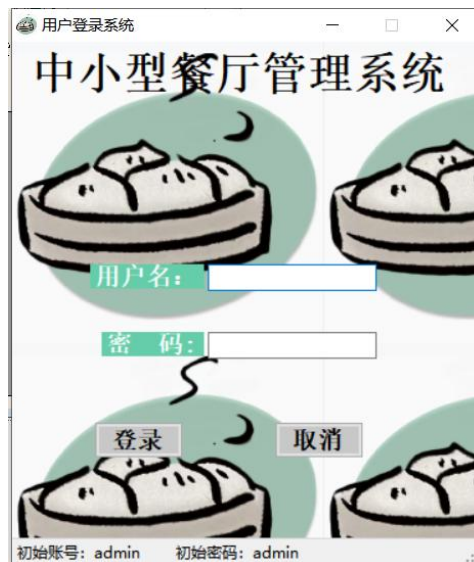 用户登录系统
中小型餐厅管理系统
用户名：
密 码:
登录 取消
初始账号：admin 初始密码：admin